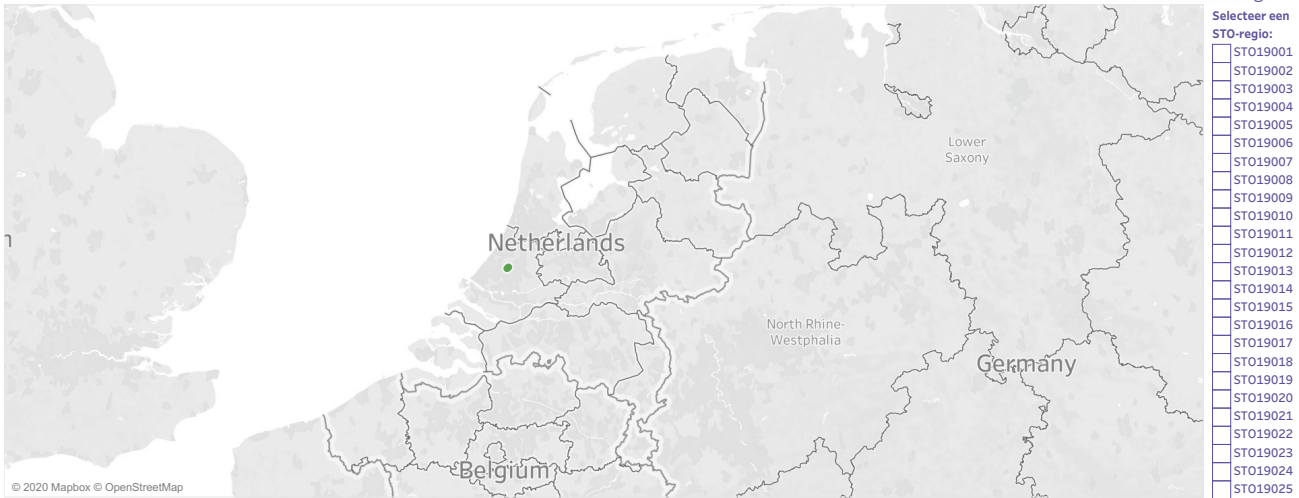 Selecteer een
STO-regio:
STO19001
STO19002
STO19003
STO19004
STO19005
STO19006
STO19007
STO19008
STO19009
STO19010
STO19011
STO19012
STO19013
STO19014
STO19015
STO19016
STO19017
STO19018
STO19019
STO19020
STO19021
STO19022
STO19023
STO19024
STO19025
Lower
Saxony
Netherlands
North Rhine-
Westphalia
Germany
Belgium
© 2020 Mapbox © OpenStreetMap